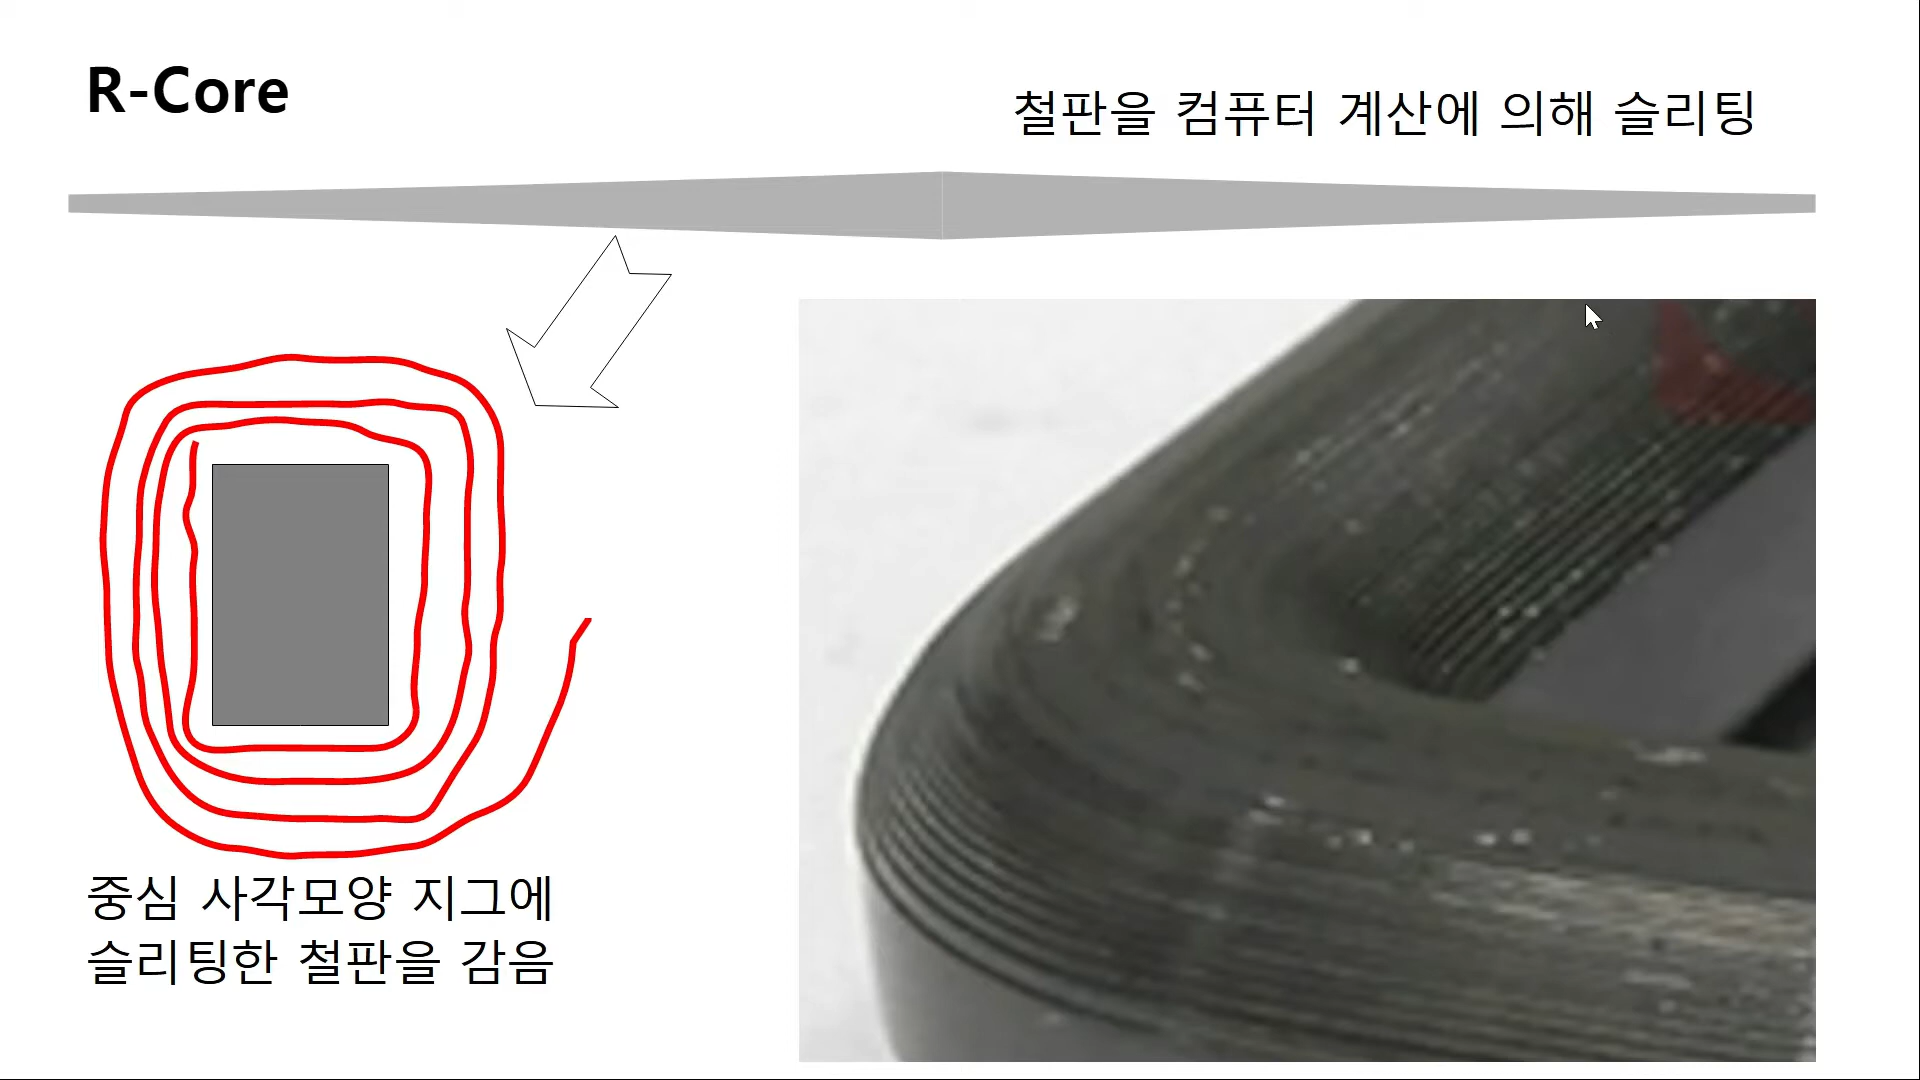 R-Core
철판을 컴퓨터 계산에 의해 슬리팅
중심 사각모양 지그에
슬리팅한 철판을 감음